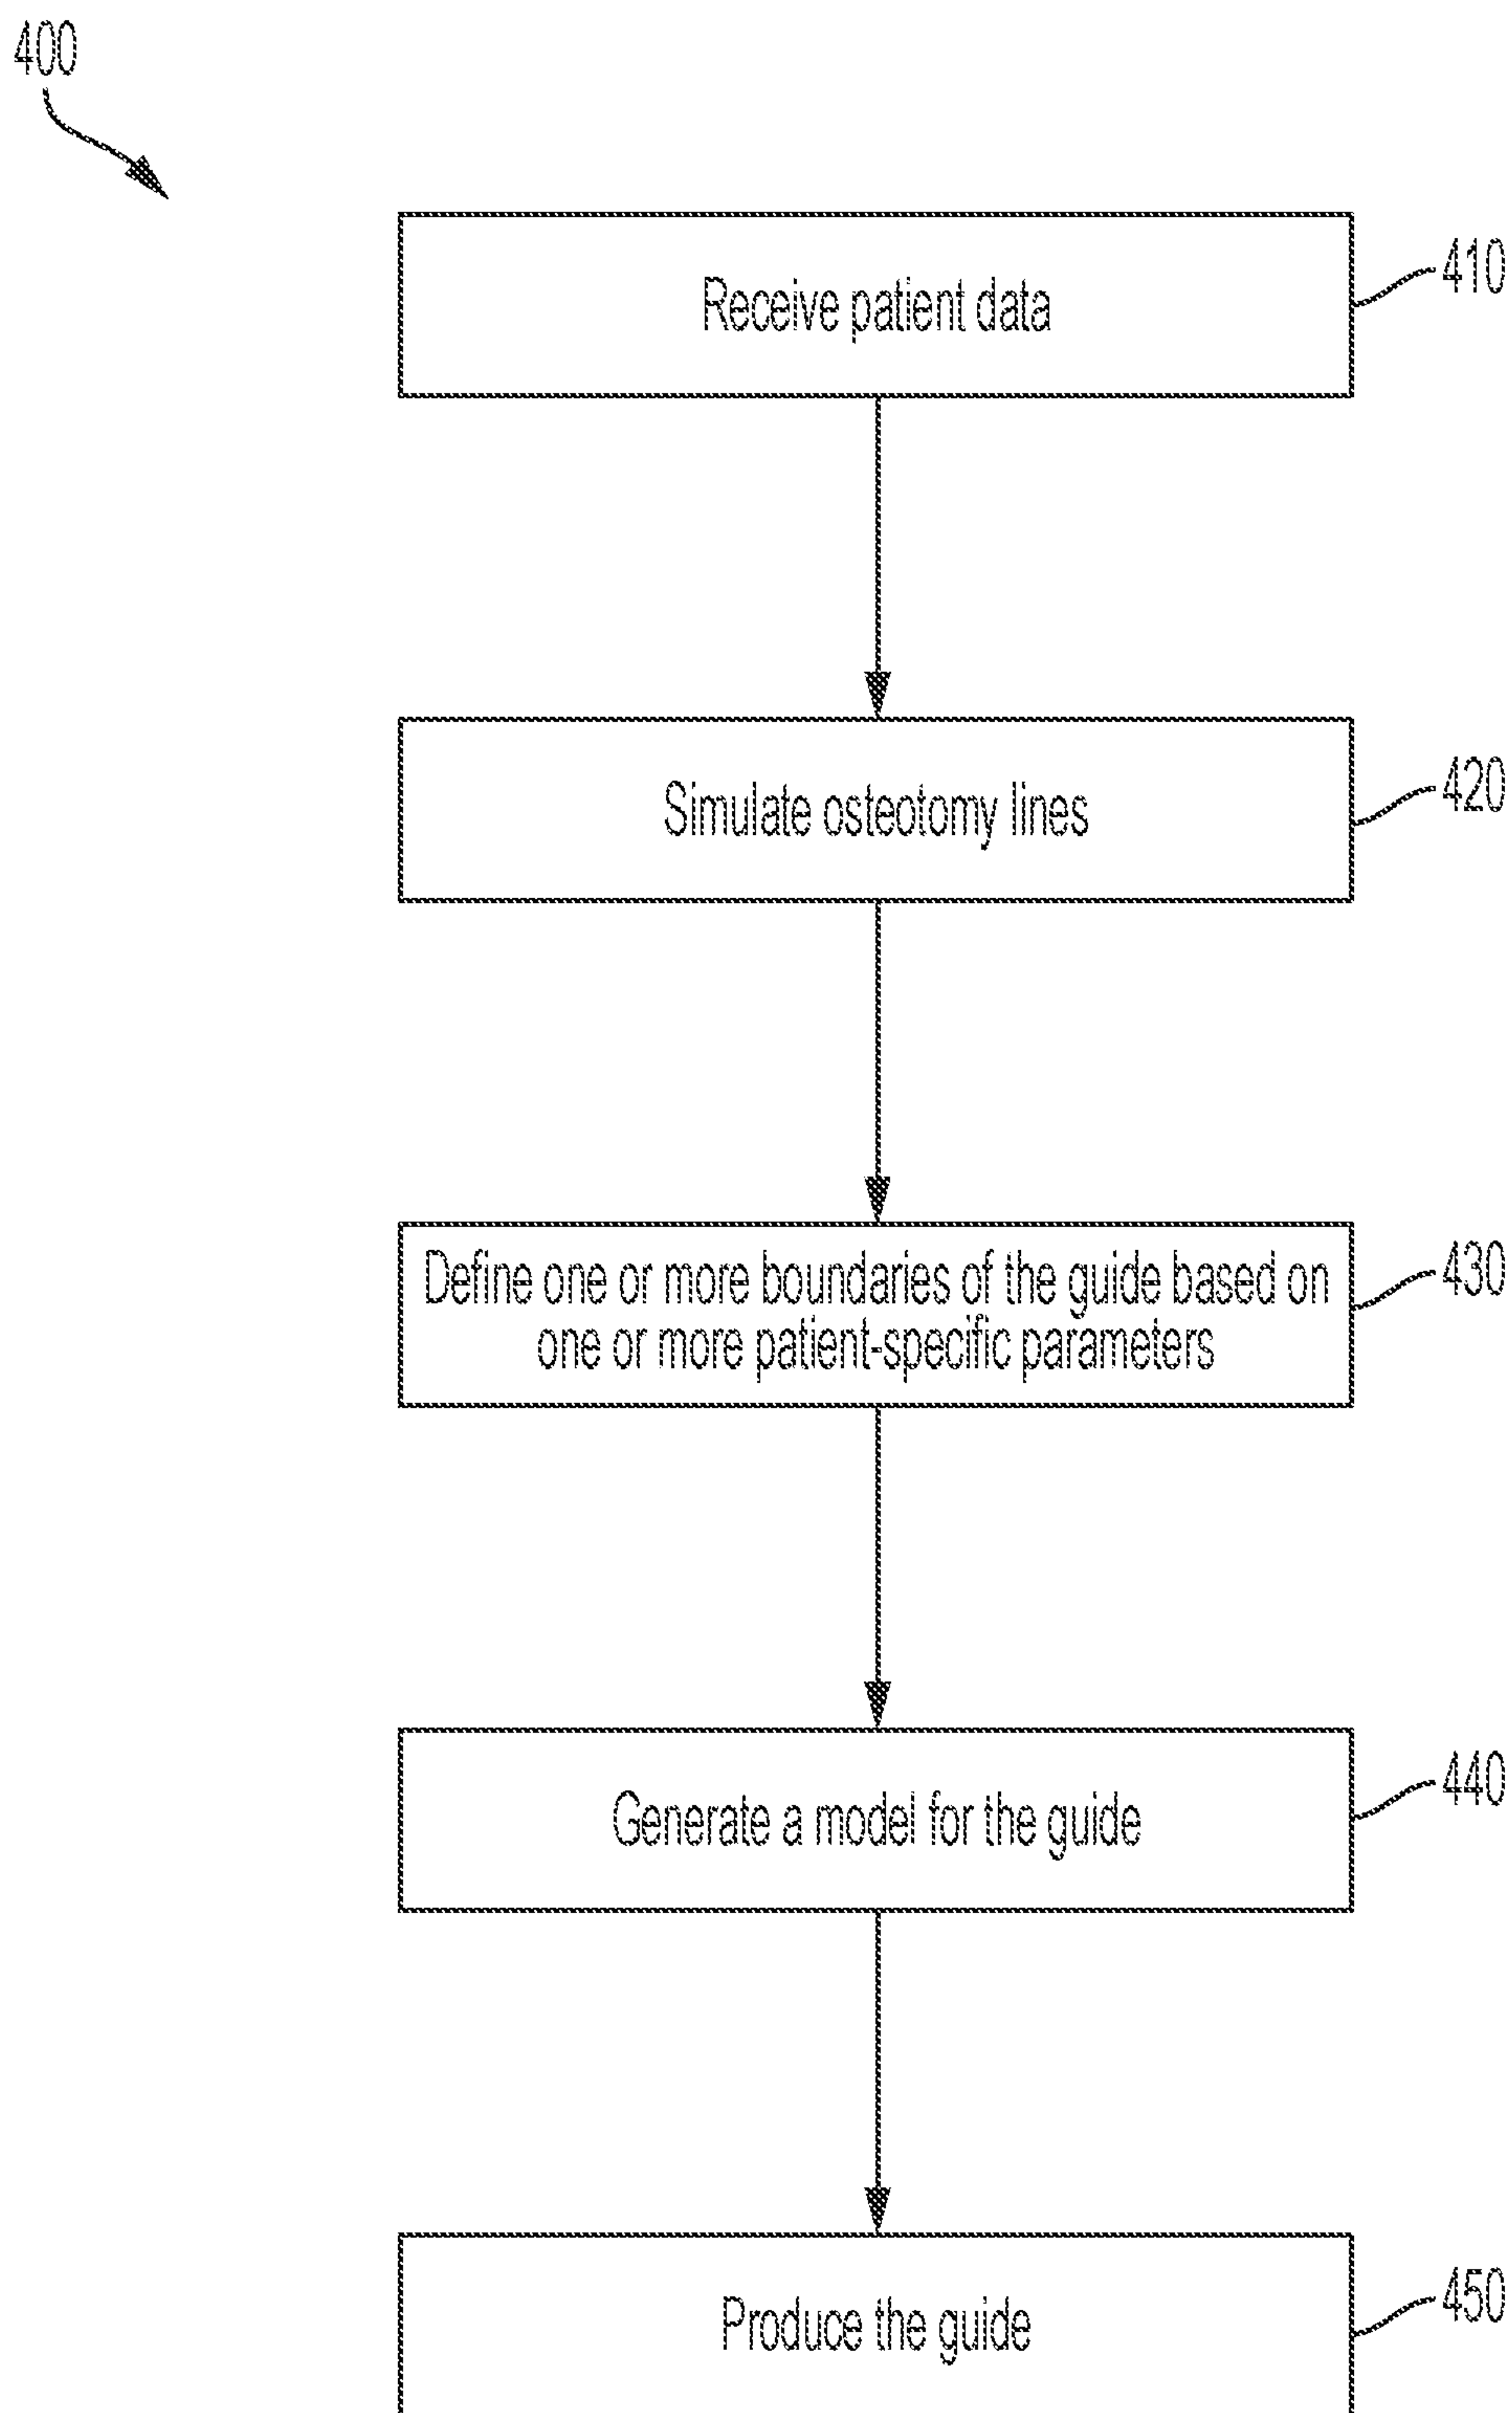 400
Receive patient data
410
Simulate osteotomy lines
420
Define one or more boundaries of the guide based on
one or more patient-specific parameters
430
Generate a model for the guide
440
Produce the guide
450